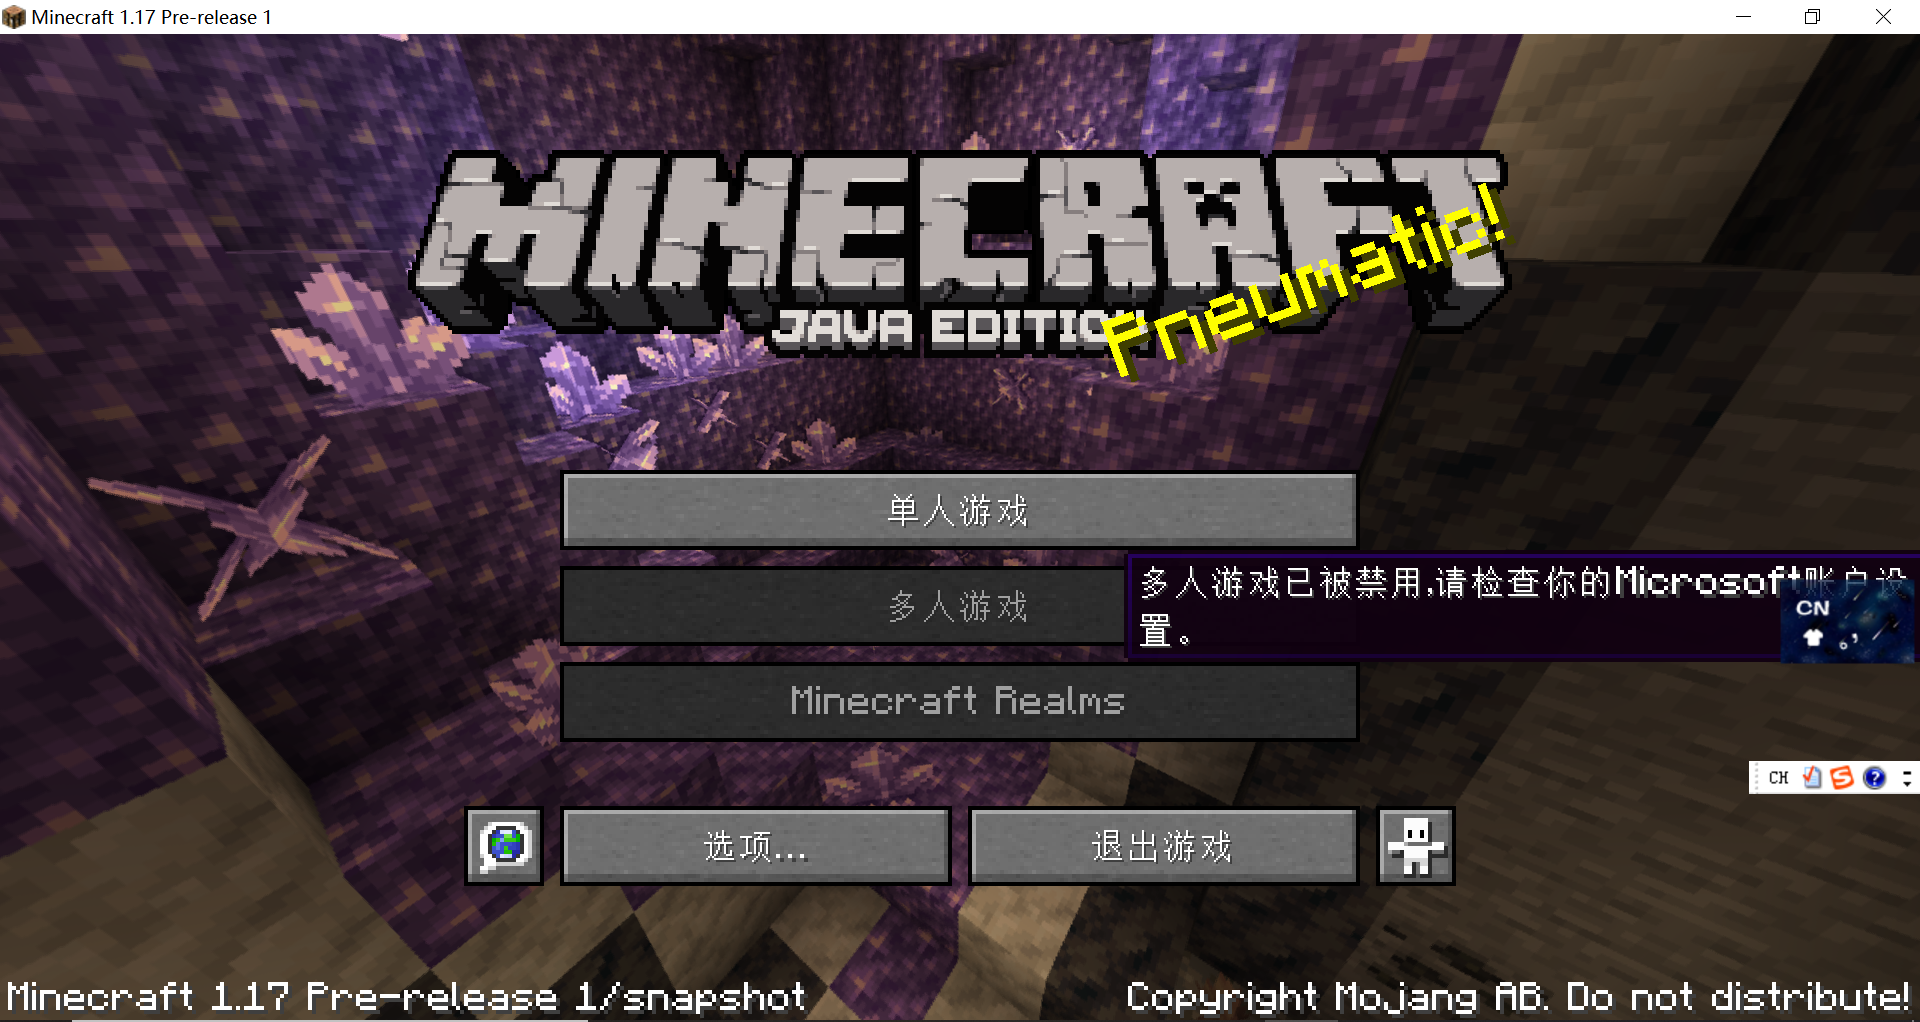 Minecraft 1.17 Pre-release 1
MINECRAFT
JAVA EDITION
Pneumatic!
单人游戏
多人游戏
多人游戏已被禁用,请检查你的Microsoft账户设
置。
CN
Minecraft Realms
CH
选项...
退出游戏
Minecraft 1.17 Pre-release 1/snapshot
Copyright Mojang AB. Do not distribute!